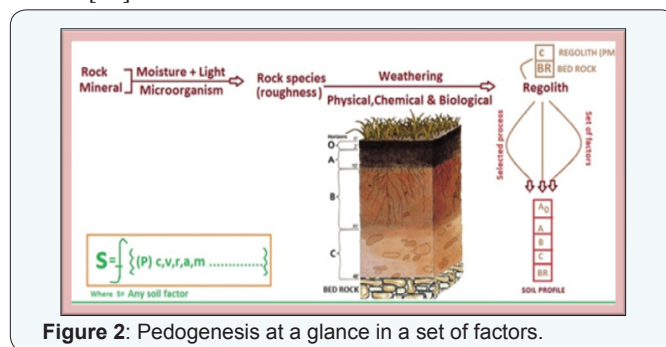 C REGOLITH (PM
BR BED ROCK
Rock Mineral
Moisture + Light
Microorganism
Rock species
(roughness)
Weathering
Physical,Chemical & Biological
Regolith
Selected process
Set of factors
Horizons
O
A
B
C
BED ROCK
A0
A
B
C
BR
SOIL PROFILE
S=∫{(P) c,v,r,a,m ..............}
Where S= Any soil factor
Figure 2: Pedogenesis at a glance in a set of factors.